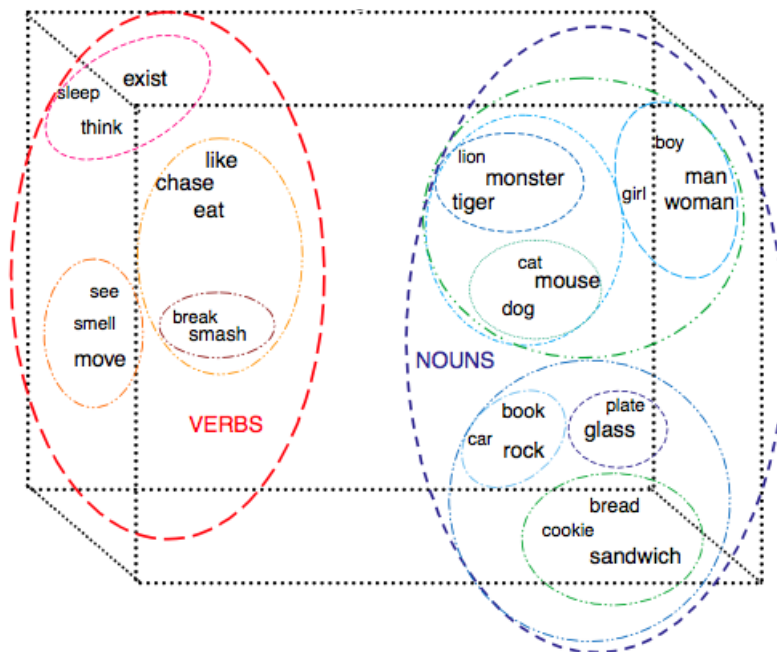 exist
sleep
think
like
chase
eat
see
smell
move
break
smash
VERBS
lion
monster
tiger
boy
man
girl
woman
cat
mouse
dog
NOUNS
book
car
rock
plate
glass
bread
cookie
sandwich